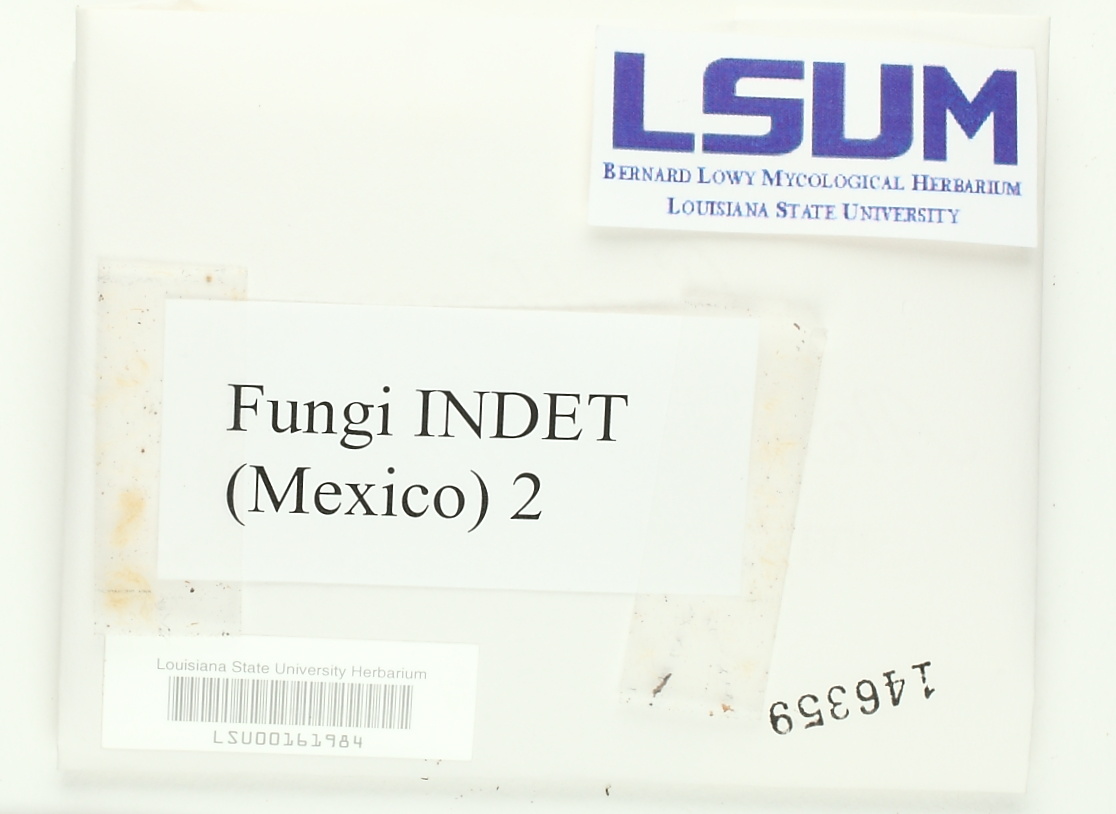 LSUM
BERNARD LOWY MYCOLOGICAL HERBARIUM
LOUISIANA STATE UNIVERSITY
Fungi INDET
(Mexico) 2
Louisiana State University Herbarium
LSU00161984
146359